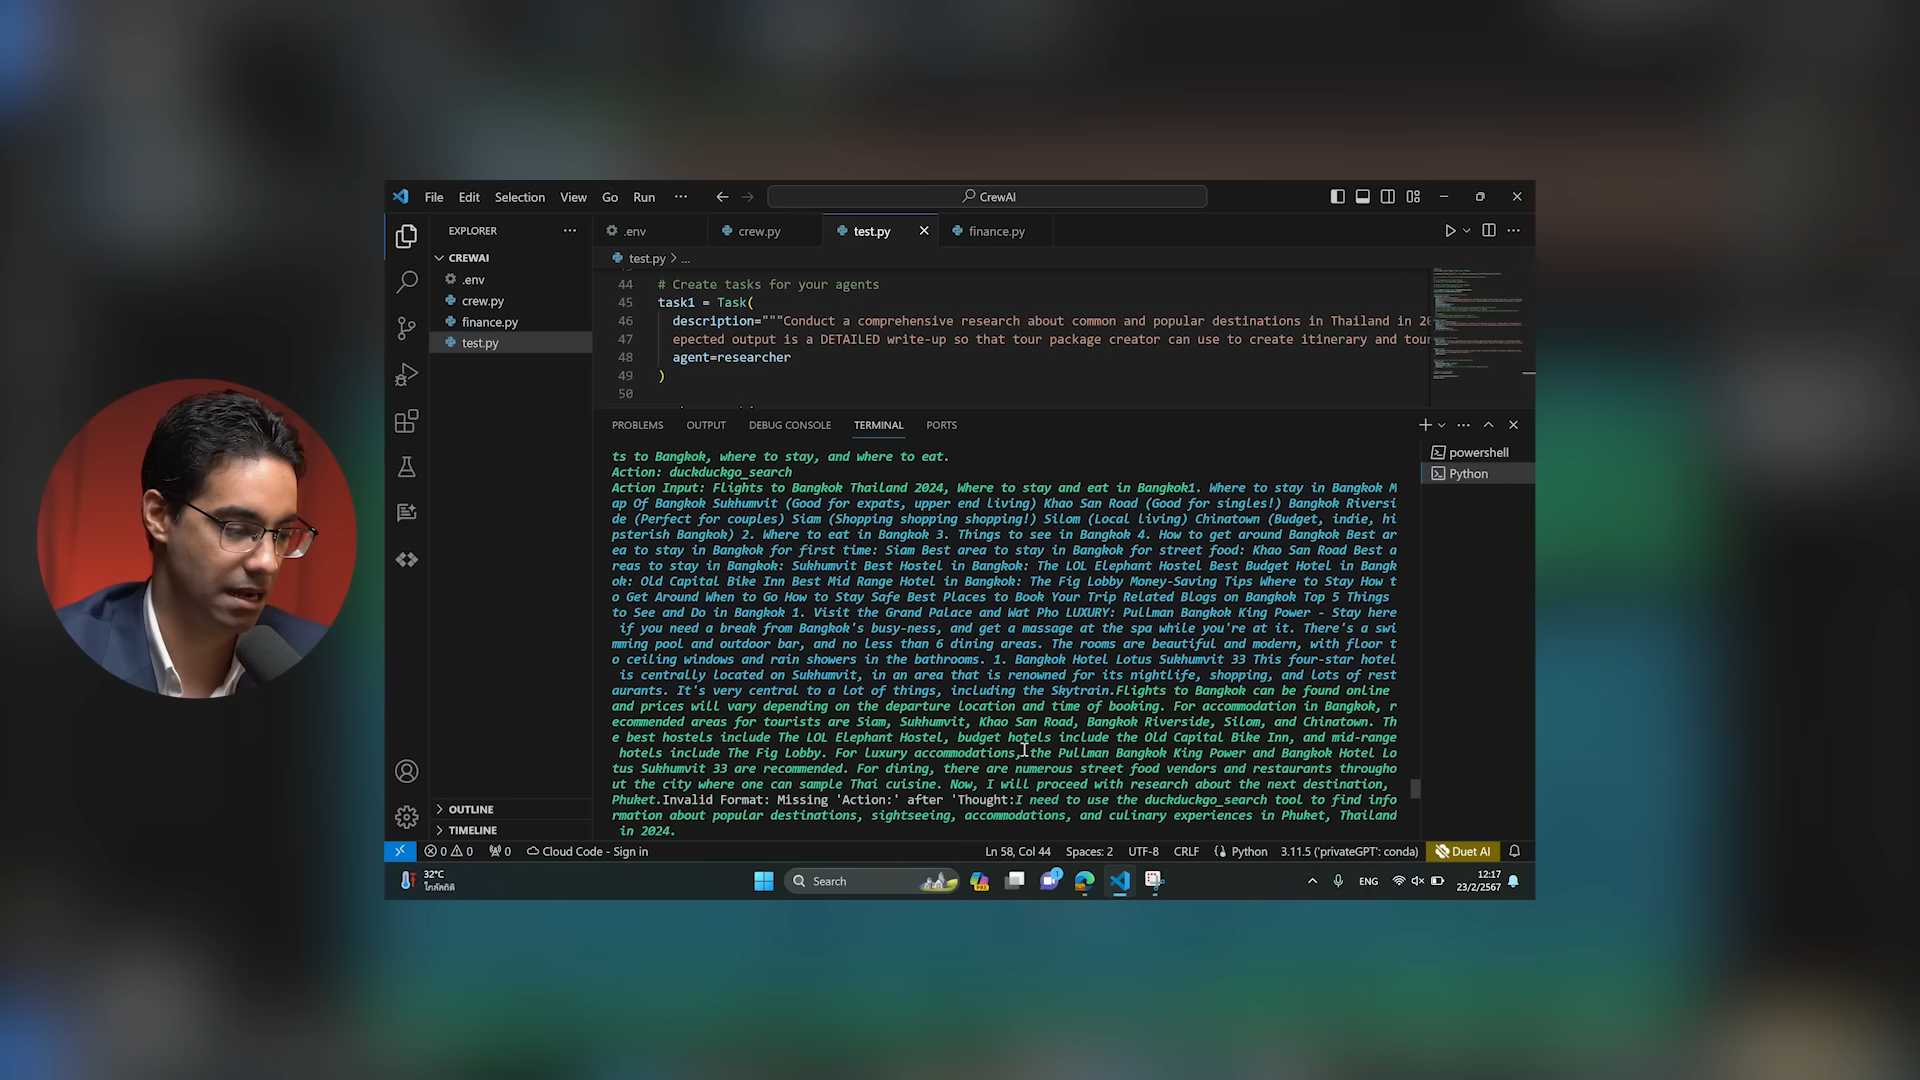 File Edit Selection View Go Run ··· CrewAI
EXPLORER ···
.env crew.py test.py finance.py
CREWAI
test.py > ...
.env
crew.py
finance.py
test.py
44 # Create tasks for your agents
45 task1 = Task(
46 description="""Conduct a comprehensive research about common and popular destinations in Thailand in 20
47 epected output is a DETAILED write-up so that tour package creator can use to create itinerary and tour
48 agent=researcher
49 )
50
PROBLEMS OUTPUT DEBUG CONSOLE TERMINAL PORTS
powershell
Python
ts to Bangkok, where to stay, and where to eat.
Action: duckduckgo_search
Action Input: Flights to Bangkok Thailand 2024, Where to stay and eat in Bangkok1. Where to stay in Bangkok M
ap Of Bangkok Sukhumvit (Good for expats, upper end living) Khao San Road (Good for singles!) Bangkok Riversi
de (Perfect for couples) Siam (Shopping shopping shopping!) Silom (Local living) Chinatown (Budget, indie, hi
psterish Bangkok) 2. Where to eat in Bangkok 3. Things to see in Bangkok 4. How to get around Bangkok Best ar
ea to stay in Bangkok for first time: Siam Best area to stay in Bangkok for street food: Khao San Road Best a
reas to stay in Bangkok: Sukhumvit Best Hostel in Bangkok: The LOL Elephant Hostel Best Budget Hotel in Bangk
ok: Old Capital Bike Inn Best Mid Range Hotel in Bangkok: The Fig Lobby Money-Saving Tips Where to Stay How t
o Get Around When to Go How to Stay Safe Best Places to Book Your Trip Related Blogs on Bangkok Top 5 Things
to See and Do in Bangkok 1. Visit the Grand Palace and Wat Pho LUXURY: Pullman Bangkok King Power - Stay here
if you need a break from Bangkok's busy-ness, and get a massage at the spa while you're at it. There's a swi
mming pool and outdoor bar, and no less than 6 dining areas. The rooms are beautiful and modern, with floor t
o ceiling windows and rain showers in the bathrooms. 1. Bangkok Hotel Lotus Sukhumvit 33 This four-star hotel
is centrally located on Sukhumvit, in an area that is renowned for its nightlife, shopping, and lots of rest
aurants. It's very central to a lot of things, including the Skytrain.Flights to Bangkok can be found online
and prices will vary depending on the departure location and time of booking. For accommodation in Bangkok, r
ecommended areas for tourists are Siam, Sukhumvit, Khao San Road, Bangkok Riverside, Silom, and Chinatown. Th
e best hostels include The LOL Elephant Hostel, budget hotels include the Old Capital Bike Inn, and mid-range
hotels include The Fig Lobby. For luxury accommodations, the Pullman Bangkok King Power and Bangkok Hotel Lo
tus Sukhumvit 33 are recommended. For dining, there are numerous street food vendors and restaurants througho
ut the city where one can sample Thai cuisine. Now, I will proceed with research about the next destination,
Phuket.Invalid Format: Missing 'Action:' after 'Thought:I need to use the duckduckgo_search tool to find info
rmation about popular destinations, sightseeing, accommodations, and culinary experiences in Phuket, Thailand
in 2024.
OUTLINE
TIMELINE
0 0 0 Cloud Code - Sign in Ln 58, Col 44 Spaces: 2 UTF-8 CRLF Python 3.11.5 ('privateGPT': conda) Duet AI
32°C Search ENG 12:17
ใกล้สถิติ 23/2/2567